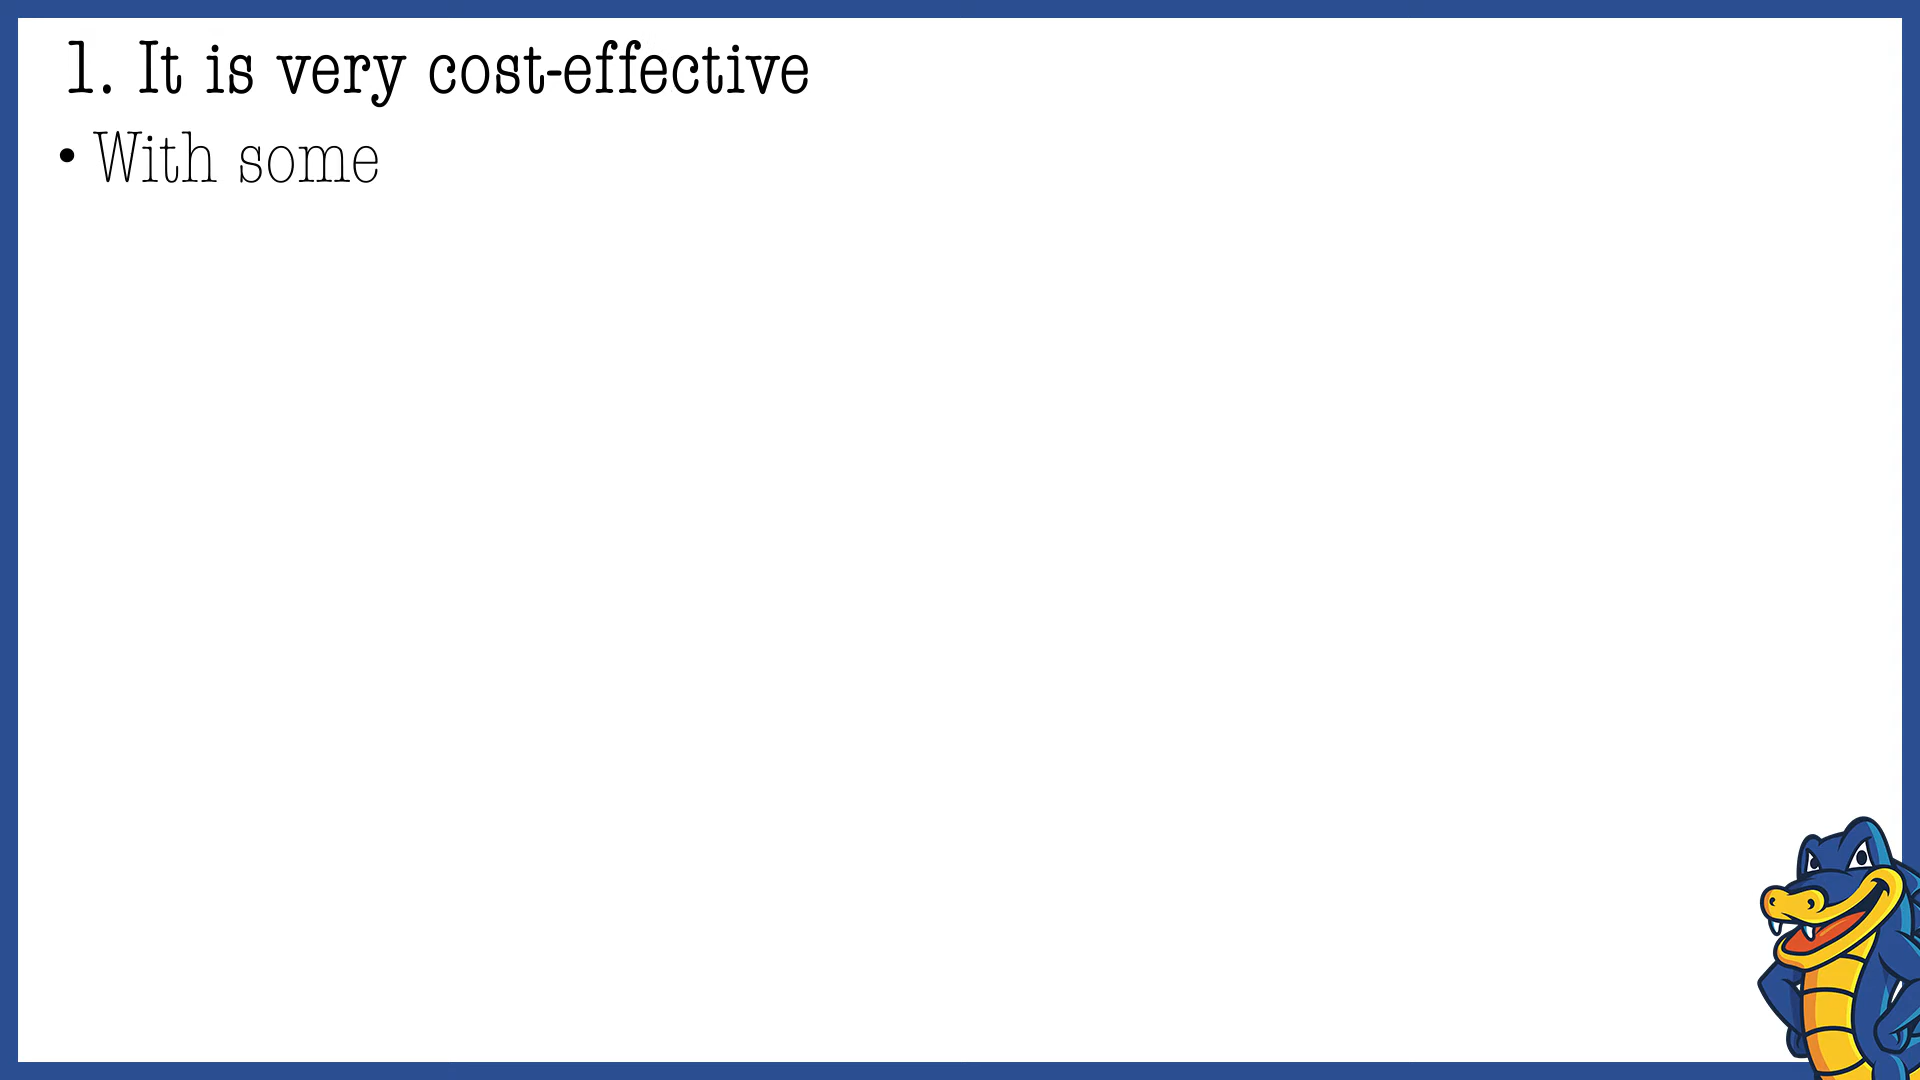 1. It is very cost-effective
• With some